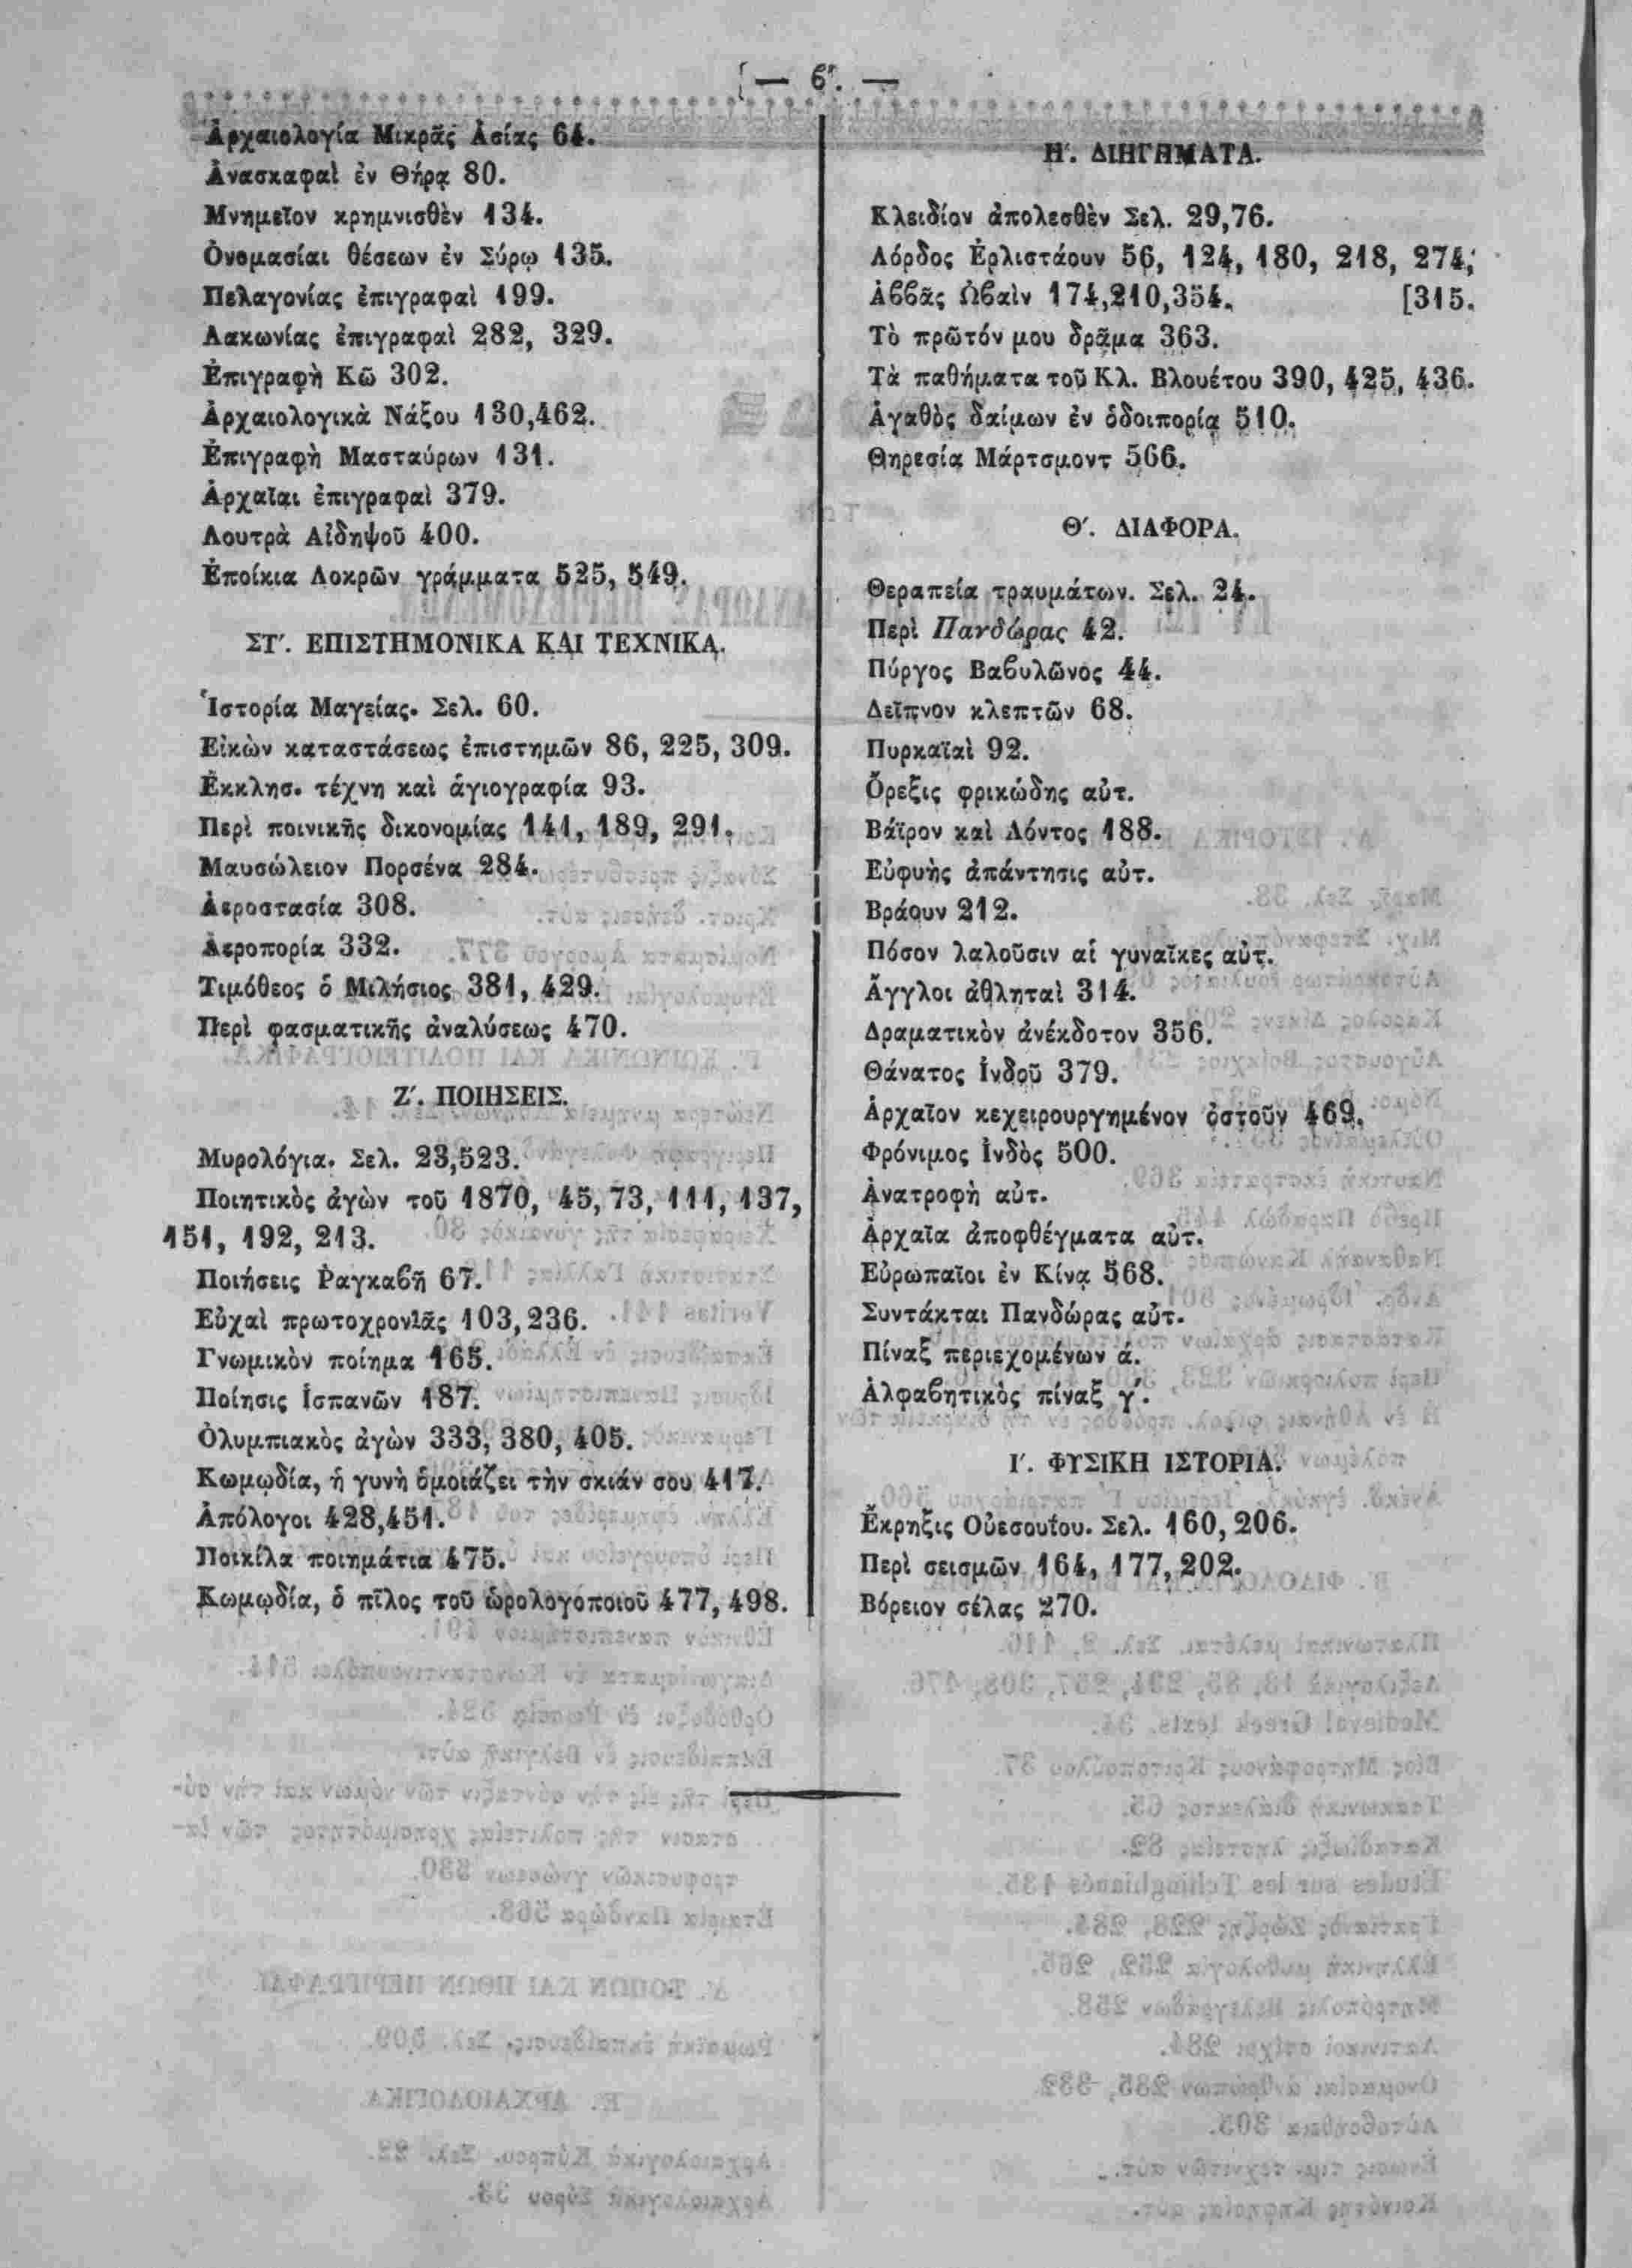 — ϐ′. —
Ἀρχαιολογία Μικρᾶς Ἀσίας 64.
Ἀνασκαφαὶ ἐν Θήρᾳ 80.
Μνημεῖον κρημνισθὲν 134.
Ὀνομασίαι θέσεων ἐν Σύρῳ 135.
Πελαγονίας ἐπιγραφαὶ 199.
Λακωνίας ἐπιγραφαὶ 282, 329.
Ἐπιγραφὴ Κῶ 302.
Ἀρχαιολογικὰ Νάξου 130,462.
Ἐπιγραφὴ Μασταύρων 131.
Ἀρχαῖαι ἐπιγραφαὶ 379.
Λουτρὰ Αἰδηψοῦ 400.
Ἐποίκια Λοκρῶν γράμματα 525, 549.
ΣΤ′. ΕΠΙΣΤΗΜΟΝΙΚΑ ΚΑΙ ΤΕΧΝΙΚΑ.
Ἱστορία Μαγείας. Σελ. 60.
Εἰκὼν καταστάσεως ἐπιστημῶν 86, 225, 309.
Ἐκκλησ. τέχνη καὶ ἁγιογραφία 93.
Περὶ ποινικῆς δικονομίας 141, 189, 291.
Μαυσώλειον Πορσένα 284.
Ἀεροστασία 308.
Ἀεροπορία 332.
Τιμόθεος ὁ Μιλήσιος 381, 429.
Περὶ φασματικῆς ἀναλύσεως 470.
Ζ′. ΠΟΙΗΣΕΙΣ.
Μυρολόγια. Σελ. 23,523.
Ποιητικὸς ἀγὼν τοῦ 1870, 45, 73, 111, 137,
151, 192, 213.
Ποιήσεις Ῥαγκαϐῆ 67.
Εὐχαὶ πρωτοχρονιᾶς 103,236.
Γνωμικὸν ποίημα 165.
Ποίησις Ἰσπανῶν 187.
Ὀλυμπιακὸς ἀγὼν 333, 380, 405.
Κωμῳδία, ἡ γυνὴ ὁμοιάζει τὴν σκιάν σου 417.
Ἀπόλογοι 428,451.
Ποικίλα ποιημάτια 475.
Κωμῳδία, ὁ πῖλος τοῦ ὡρολογοποιοῦ 477, 498.
Η′. ΔΙΗΓΗΜΑΤΑ.
Κλειδίον ἀπολεσθὲν Σελ. 29,76.
Λόρδος Ἐρλιστάουν 56, 124, 180, 218, 274,
Ἀϐϐᾶς Ὠϐαὶν 174,210,354. [315.
Τὸ πρῶτόν μου δρᾶμα 363.
Τὰ παθήματα τοῦ Κλ. Βλουέτου 390, 425, 436.
Ἀγαθὸς δαίμων ἐν ὁδοιπορίᾳ 510.
Θηρεσία Μάρτσμοντ 566.
Θ′. ΔΙΑΦΟΡΑ.
Θεραπεία τραυμάτων. Σελ. 24.
Περὶ Πανδώρας 42.
Πύργος Βαϐυλῶνος 44.
Δεῖπνον κλεπτῶν 68.
Πυρκαϊαὶ 92.
Ὄρεξις φρικώδης αὐτ.
Βάϊρον καὶ Λόντος 188.
Εὐφυὴς ἀπάντησις αὐτ.
Βράουν 212.
Πόσον λαλοῦσιν αἱ γυναῖκες αὐτ.
Ἄγγλοι ἀθληταὶ 314.
Δραματικὸν ἀνέκδοτον 356.
Θάνατος Ἰνδοῦ 379.
Ἀρχαῖον κεχειρουργημένον ὀστοῦν 469.
Φρόνιμος Ἰνδὸς 500.
Ἀνατροφὴ αὐτ.
Ἀρχαῖα ἀποφθέγματα αὐτ.
Εὐρωπαῖοι ἐν Κίνᾳ 568.
Συντάκται Πανδώρας αὐτ.
Πίναξ περιεχομένων ά.
Ἀλφαϐητικὸς πίναξ γ′.
Ι′. ΦΥΣΙΚΗ ΙΣΤΟΡΙΑ.
Ἔκρηξις Οὐεσουΐου. Σελ. 160, 206.
Περὶ σεισμῶν 164, 177, 202.
Βόρειον σέλας 270.